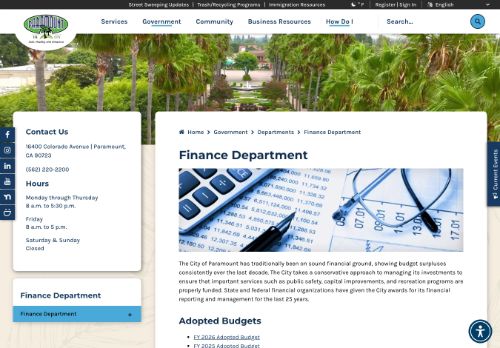 Street Sweeping Updates | Trash/Recycling Programs | Immigration Resources
°F
Register | Sign In
English
PARAMOUNT
Services
Government
Community
Business Resources
How Do I
Search...
Contact Us
16400 Colorado Avenue | Paramount,
CA 90723
(562) 220-2200
Hours
Monday through Thursday
8 a.m. to 5:30 p.m.
Friday
8 a.m. to 5 p.m.
Saturday & Sunday
Closed
Finance Department
Finance Department +
Home > Government > Departments > Finance Department
Finance Department
The City of Paramount has traditionally been on sound financial ground, showing budget surpluses
consistently over the last decade. The City takes a conservative approach to managing its investments to
ensure that important services such as public safety, capital improvements, and recreation programs are
properly funded. State and federal financial organizations have given the City awards for its financial
reporting and management for the last 25 years.
Adopted Budgets
FY 2026 Adopted Budget
FY 2025 Adopted Budget
Current Events